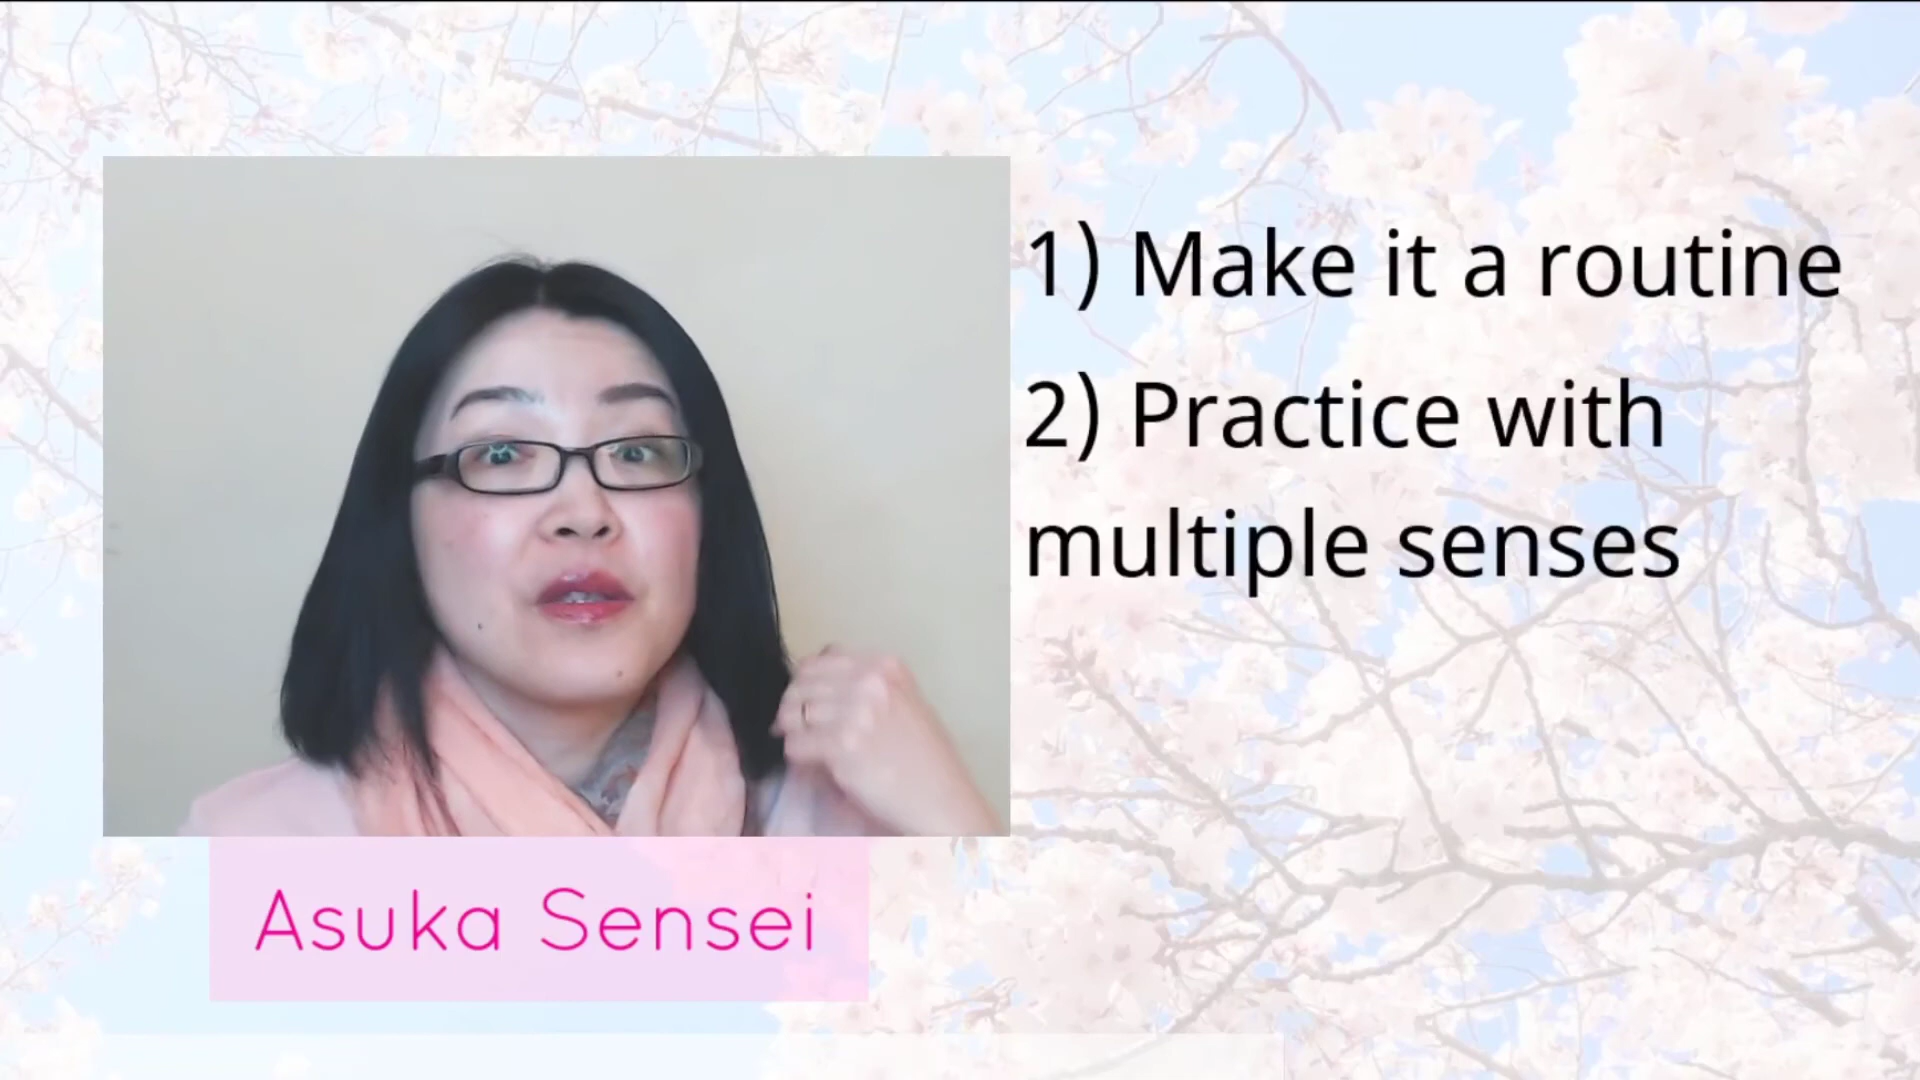 1) Make it a routine
2) Practice with
multiple senses
Asuka Sensei